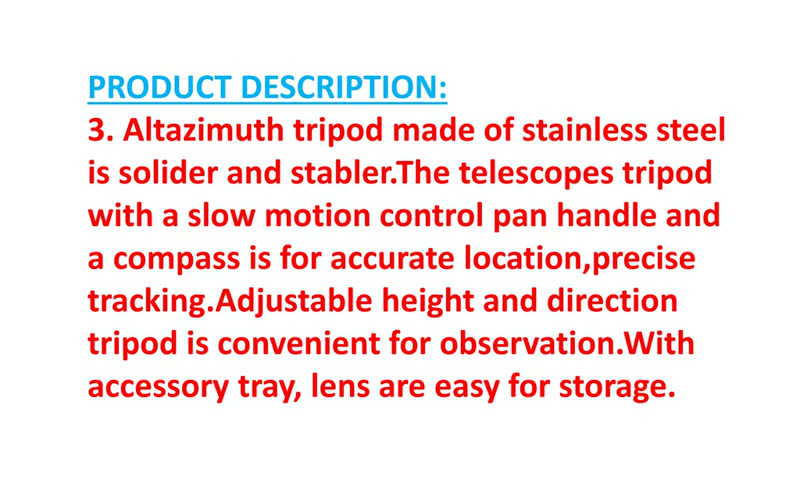 PRODUCT DESCRIPTION:
3. Altazimuth tripod made of stainless steel
is solider and stabler.The telescopes tripod
with a slow motion control pan handle and
a compass is for accurate location,precise
tracking.Adjustable height and direction
tripod is convenient for observation.With
accessory tray, lens are easy for storage.